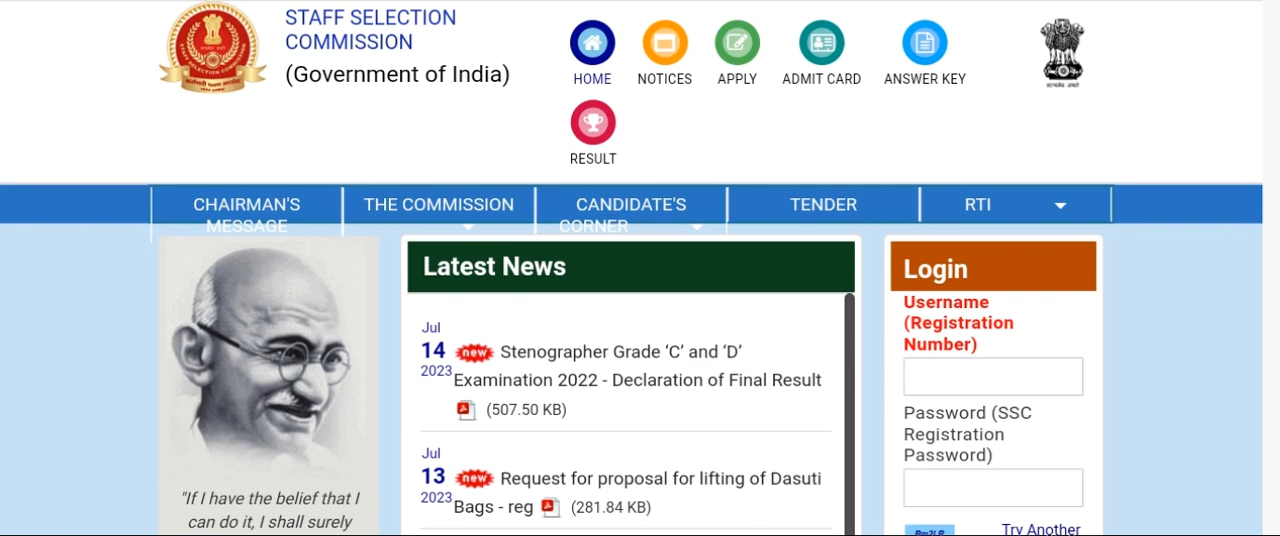 STAFF SELECTION
COMMISSION
(Government of India)
HOME
NOTICES
APPLY
ADMIT CARD
ANSWER KEY
RESULT
CHAIRMAN'S
MESSAGE
THE COMMISSION
CANDIDATE'S
CORNER
TENDER
RTI
"If I have the belief that I
can do it, I shall surely
Latest News
Jul
14
2023
new Stenographer Grade ‘C’ and ‘D’
Examination 2022 - Declaration of Final Result
(507.50 KB)
Jul
13
2023
new Request for proposal for lifting of Dasuti
Bags - reg (281.84 KB)
Login
Username
(Registration
Number)
Password (SSC
Registration
Password)
Try Another